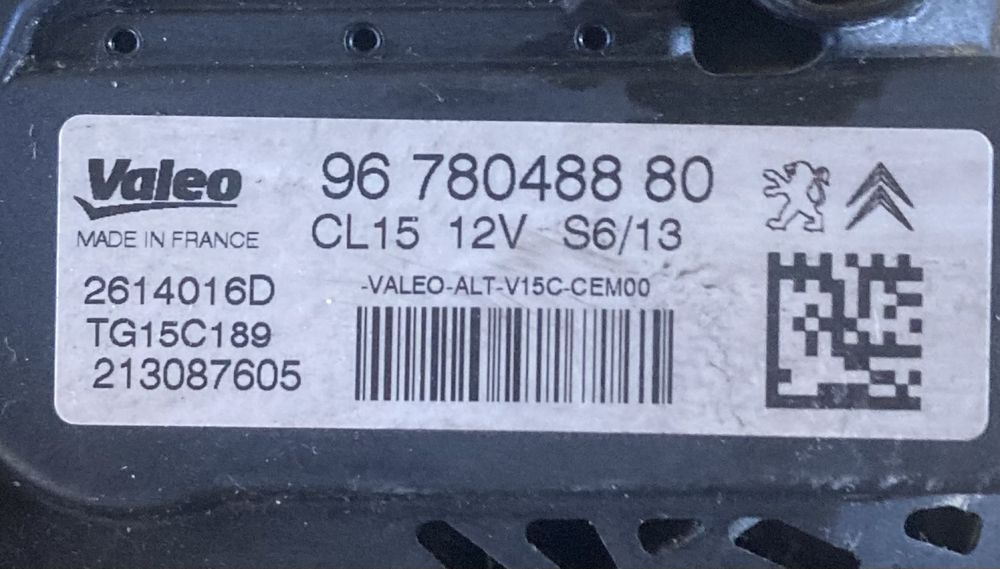 Valeo
MADE IN FRANCE
96 780488 80
CL15 12V S6/13
2614016D
TG15C189
213087605
-VALEO-ALT-V15C-CEM00